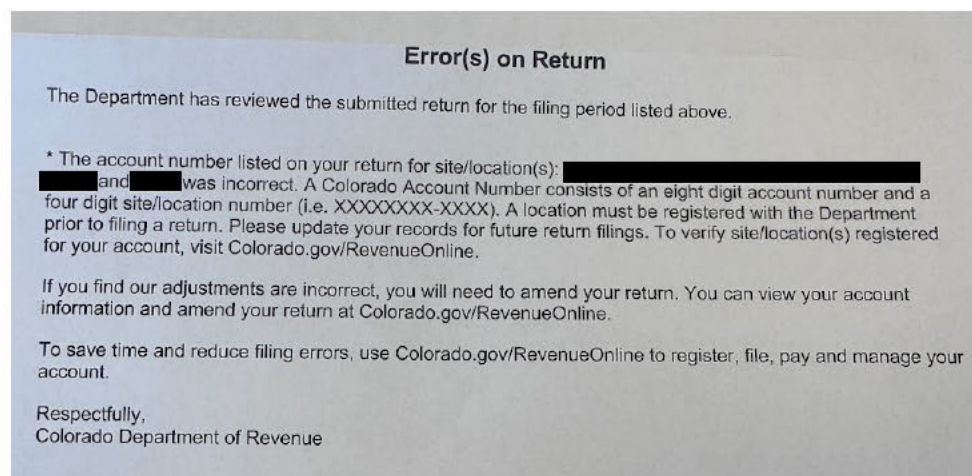 Error(s) on Return
The Department has reviewed the submitted return for the filing period listed above.
* The account number listed on your return for site/location(s):
and was incorrect. A Colorado Account Number consists of an eight digit account number and a
four digit site/location number (i.e. XXXXXXXX-XXXX). A location must be registered with the Department
prior to filing a return. Please update your records for future return filings. To verify site/location(s) registered
for your account, visit Colorado.gov/RevenueOnline.
If you find our adjustments are incorrect, you will need to amend your return. You can view your account
information and amend your return at Colorado.gov/RevenueOnline.
To save time and reduce filing errors, use Colorado.gov/RevenueOnline to register, file, pay and manage your
account.
Respectfully,
Colorado Department of Revenue